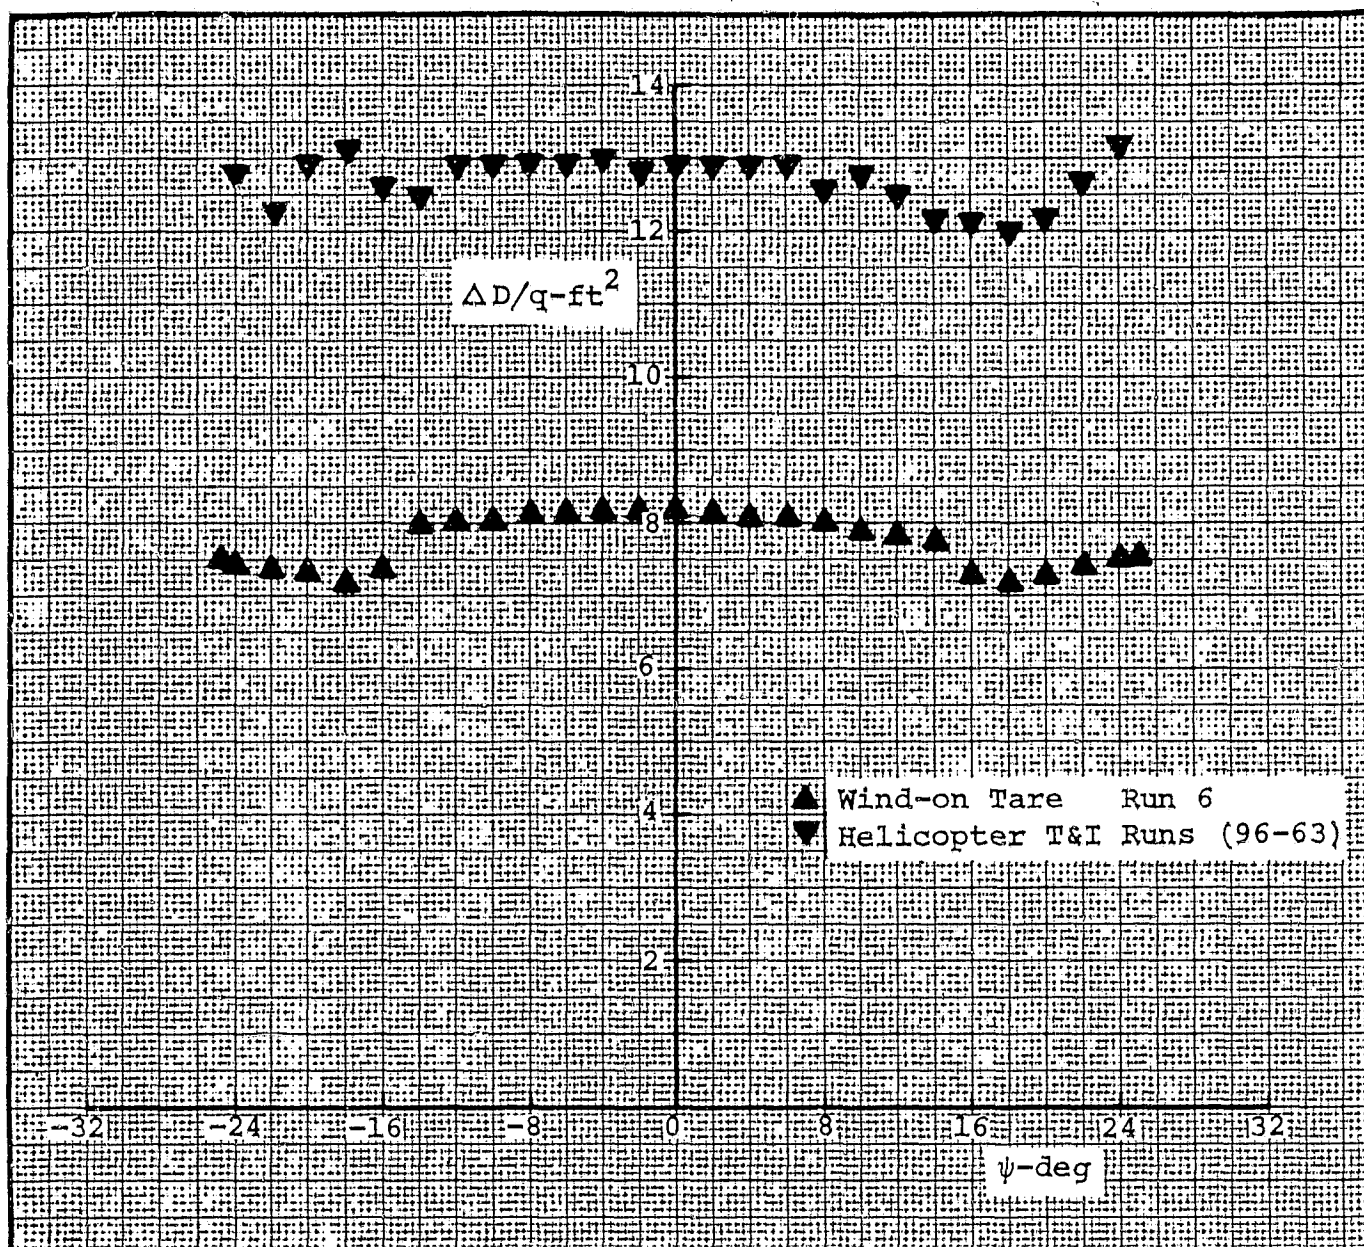 14
12
ΔD/q-ft²
10
8
6
▲ Wind-on Tare Run 6
4
▼ Helicopter T&I Runs (96-63)
2
-32 -24 -16 -8 0 8 16 24 32
ψ-deg